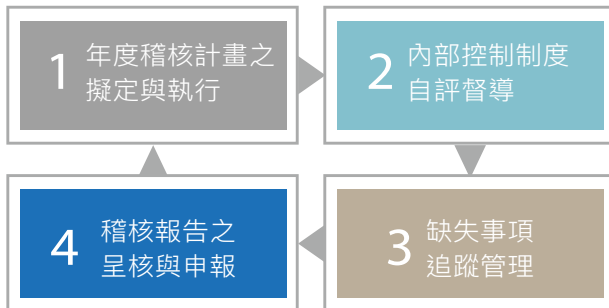 1 年度稽核計畫之
擬定與執行
2 內部控制制度
自評督導
3 缺失事項
追蹤管理
4 稽核報告之
呈核與申報